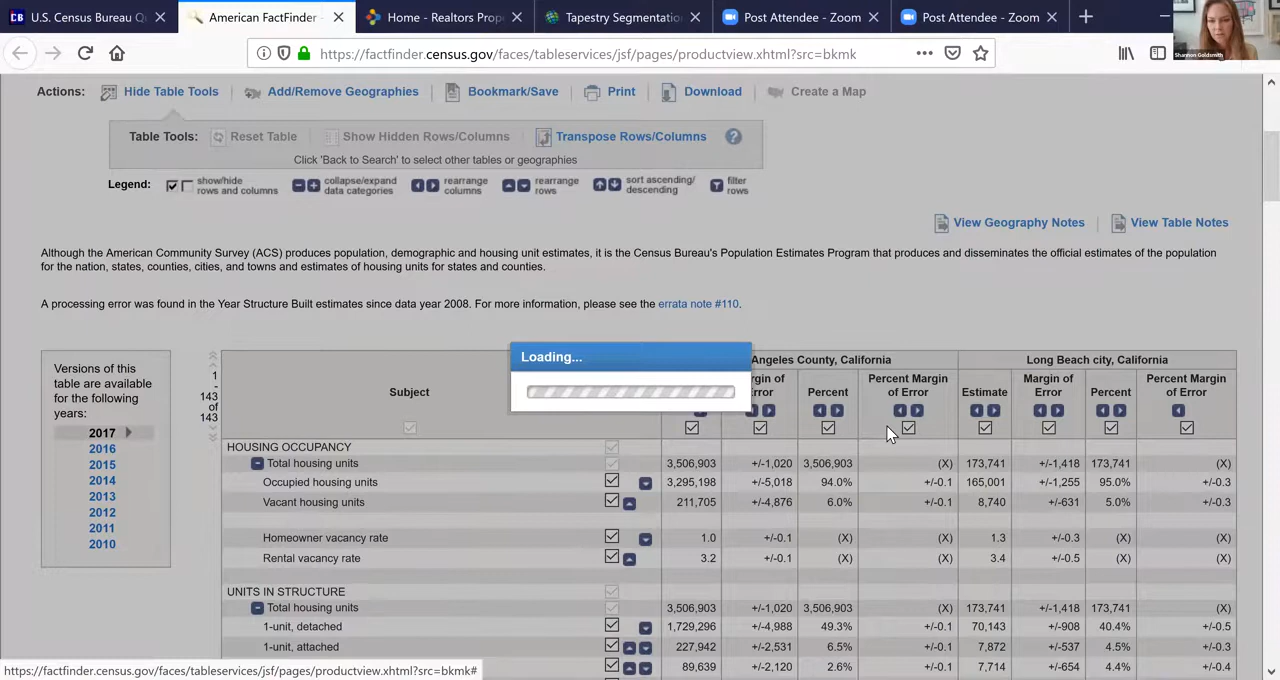 U.S. Census Bureau Q
American FactFinder -
Home - Realtors Prop
Tapestry Segmentatio
Post Attendee - Zoom
Post Attendee - Zoom
https://factfinder.census.gov/faces/tableservices/jsf/pages/productview.xhtml?src=bkmk
Shannon Goldsmith
Actions: Hide Table Tools Add/Remove Geographies Bookmark/Save Print Download Create a Map
Table Tools: Reset Table Show Hidden Rows/Columns Transpose Rows/Columns ?
Click 'Back to Search' to select other tables or geographies
Legend: show/hide rows and columns collapse/expand data categories rearrange columns rearrange rows sort ascending/ descending filter rows
View Geography Notes View Table Notes
Although the American Community Survey (ACS) produces population, demographic and housing unit estimates, it is the Census Bureau's Population Estimates Program that produces and disseminates the official estimates of the population
for the nation, states, counties, cities, and towns and estimates of housing units for states and counties.
A processing error was found in the Year Structure Built estimates since data year 2008. For more information, please see the errata note #110.
Versions of this
table are available
for the following
years:
2017
2016
2015
2014
2013
2012
2011
2010
1
-
143
of
143
Loading...
Angeles County, California Long Beach city, California
Subject Percent Percent Margin of Error Estimate Margin of Error Percent Percent Margin of Error
HOUSING OCCUPANCY
Total housing units 3,506,903 +/-1,020 3,506,903 (X) 173,741 +/-1,418 173,741 (X)
Occupied housing units 3,295,198 +/-5,018 94.0% +/-0.1 165,001 +/-1,255 95.0% +/-0.3
Vacant housing units 211,705 +/-4,876 6.0% +/-0.1 8,740 +/-631 5.0% +/-0.3
Homeowner vacancy rate 1.0 +/-0.1 (X) (X) 1.3 +/-0.3 (X) (X)
Rental vacancy rate 3.2 +/-0.1 (X) (X) 3.4 +/-0.5 (X) (X)
UNITS IN STRUCTURE
Total housing units 3,506,903 +/-1,020 3,506,903 (X) 173,741 +/-1,418 173,741 (X)
1-unit, detached 1,729,296 +/-4,988 49.3% +/-0.1 70,143 +/-908 40.4% +/-0.5
1-unit, attached 227,942 +/-2,531 6.5% +/-0.1 7,872 +/-537 4.5% +/-0.3
89,639 +/-2,120 2.6% +/-0.1 7,714 +/-654 4.4% +/-0.4
https://factfinder.census.gov/faces/tableservices/jsf/pages/productview.xhtml?src=bkmk#